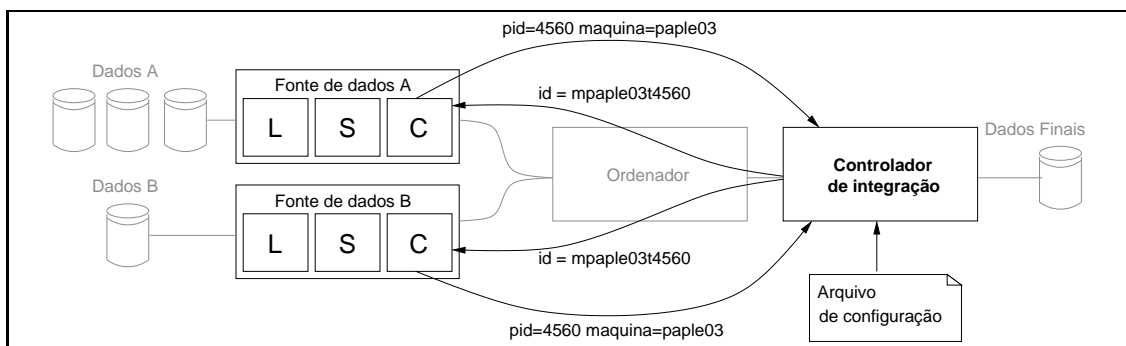 pid=4560 maquina=paple03
Dados A
Fonte de dados A
L S C
id = mpaple03t4560
Ordenador
Controlador
de integração
Dados Finais
Dados B
Fonte de dados B
L S C
id = mpaple03t4560
pid=4560 maquina=paple03
Arquivo
de configuração